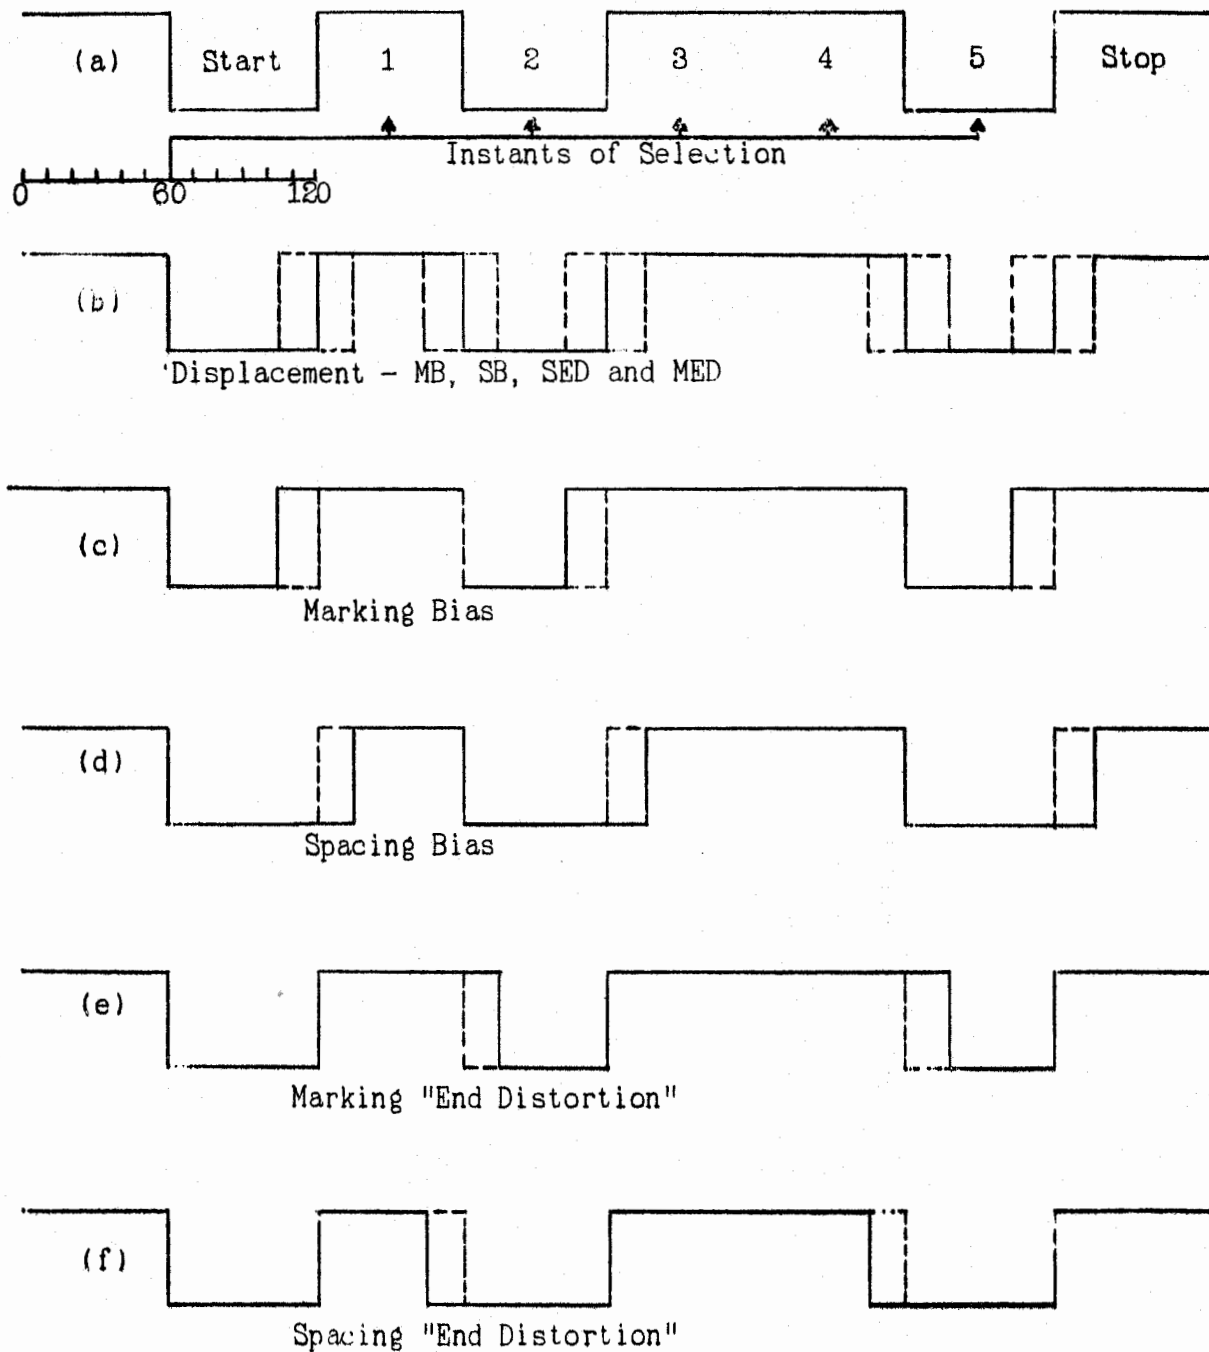 (a) Start 1 2 3 4 5 Stop
Instants of Selection
0 60 120
(b)
Displacement - MB, SB, SED and MED
(c)
Marking Bias
(d)
Spacing Bias
(e)
Marking "End Distortion"
(f)
Spacing "End Distortion"